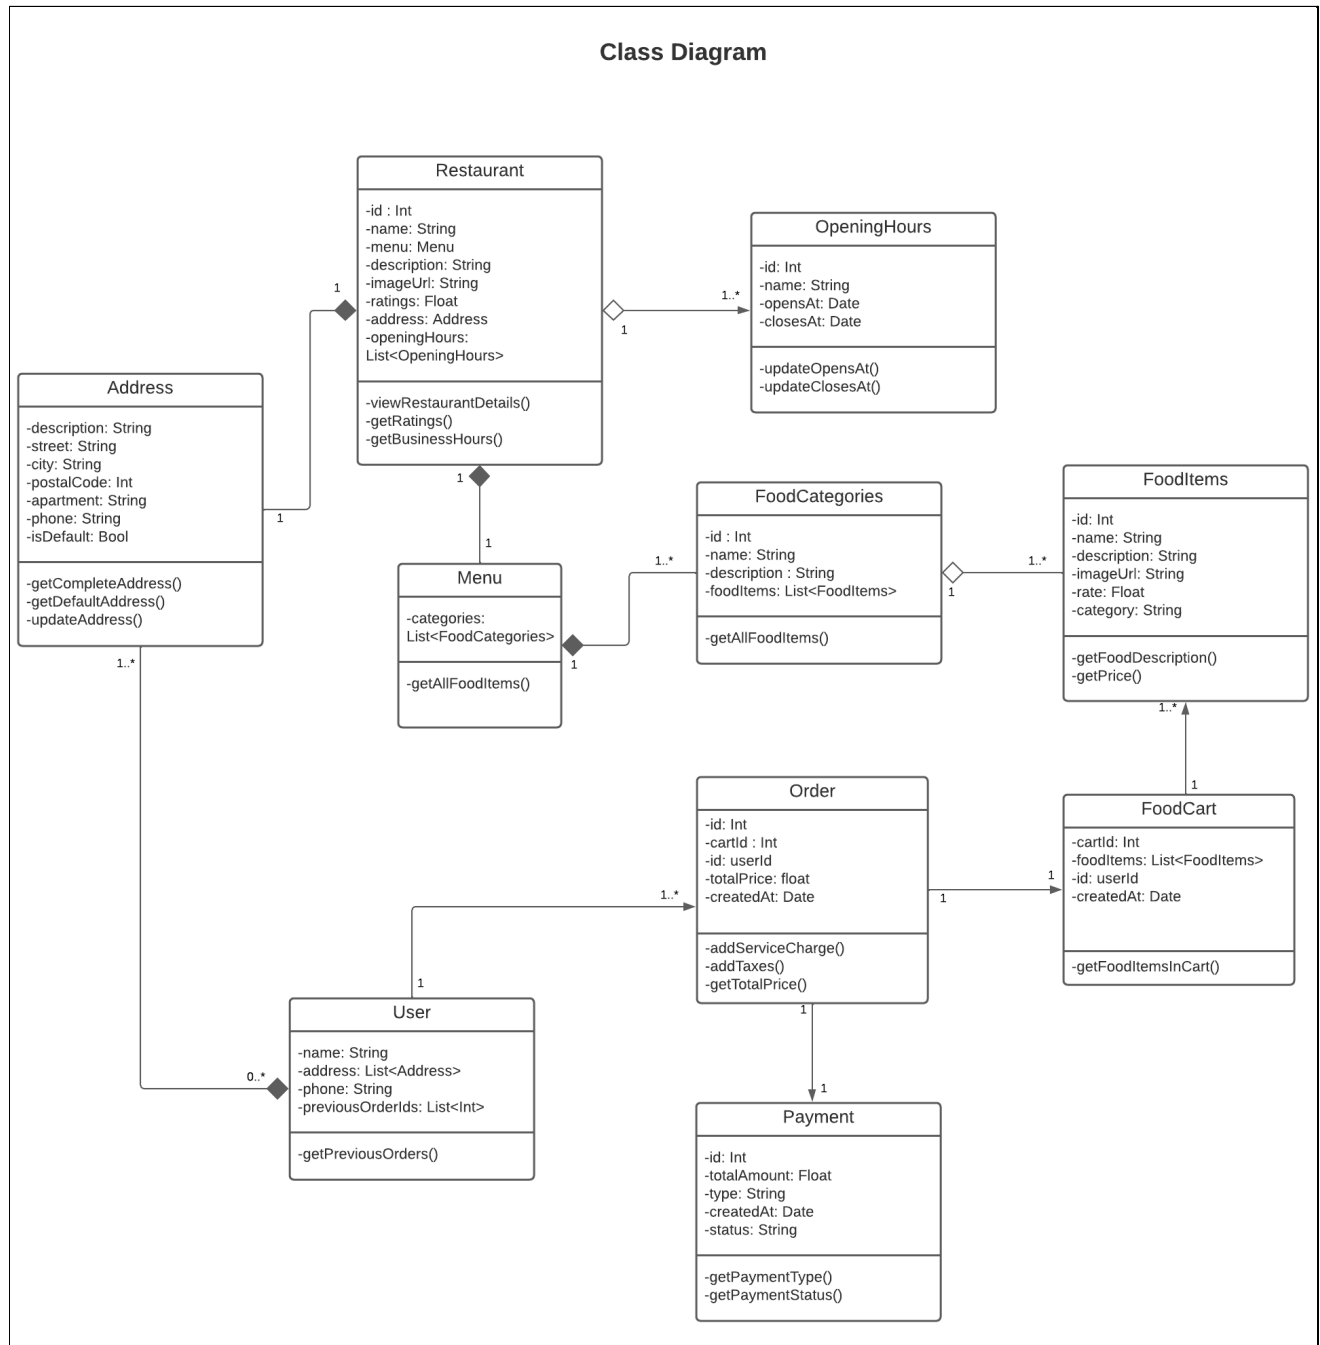 Class Diagram
Restaurant
-id : Int
-name: String
-menu: Menu
-description: String
-imageUrl: String
-ratings: Float
-address: Address
-openingHours:
List<OpeningHours>
-viewRestaurantDetails()
-getRatings()
-getBusinessHours()
1
1
1..*
OpeningHours
-id: Int
-name: String
-opensAt: Date
-closesAt: Date
-updateOpensAt()
-updateClosesAt()
Address
-description: String
-street: String
-city: String
-postalCode: Int
-apartment: String
-phone: String
-isDefault: Bool
-getCompleteAddress()
-getDefaultAddress()
-updateAddress()
1
1..*
1
1
Menu
-categories:
List<FoodCategories>
-getAllFoodItems()
1
1..*
FoodCategories
-id : Int
-name: String
-description : String
-foodItems: List<FoodItems>
-getAllFoodItems()
1
1..*
FoodItems
-id: Int
-name: String
-description: String
-imageUrl: String
-rate: Float
-category: String
-getFoodDescription()
-getPrice()
1..*
1
Order
-id: Int
-cartId : Int
-id: userId
-totalPrice: float
-createdAt: Date
-addServiceCharge()
-addTaxes()
-getTotalPrice()
1..*
1
1
FoodCart
-cartId: Int
-foodItems: List<FoodItems>
-id: userId
-createdAt: Date
-getFoodItemsInCart()
1
User
-name: String
-address: List<Address>
-phone: String
-previousOrderIds: List<Int>
-getPreviousOrders()
0..*
1
1
Payment
-id: Int
-totalAmount: Float
-type: String
-createdAt: Date
-status: String
-getPaymentType()
-getPaymentStatus()